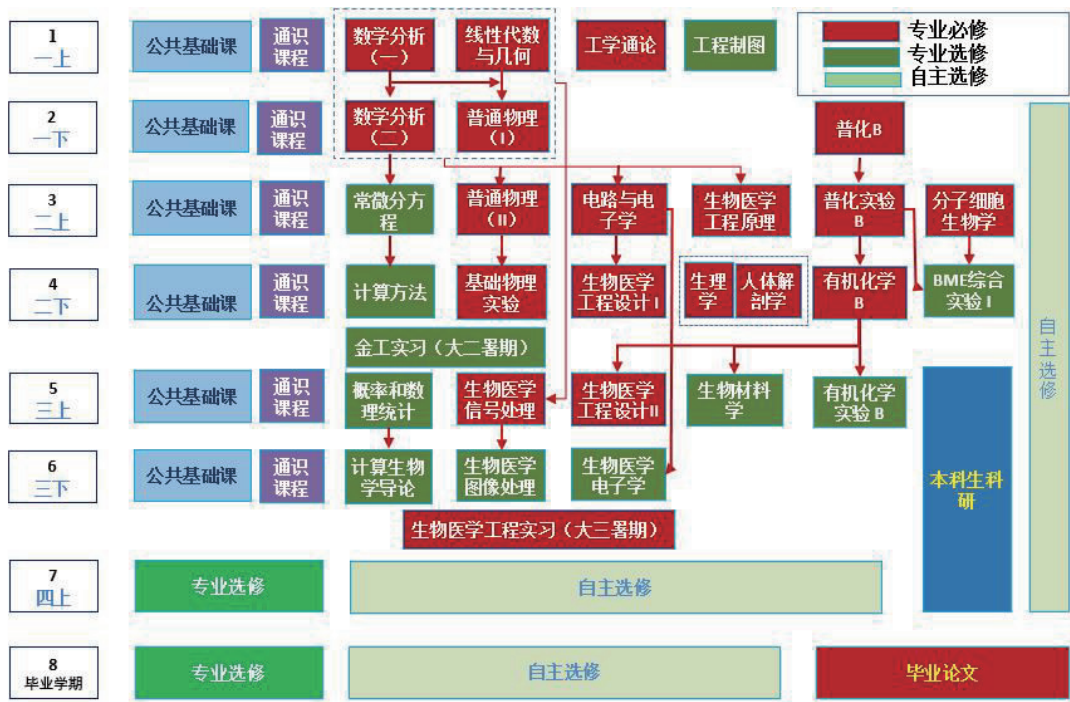 1
一上
公共基础课
通识
课程
数学分析
（一）
线性代数
与几何
工学通论
工程制图
专业必修
专业选修
自主选修
2
一下
公共基础课
通识
课程
数学分析
（二）
普通物理
（I）
普化B
3
二上
公共基础课
通识
课程
常微分方
程
普通物理
（II）
电路与电
子学
生物医学
工程原理
普化实验
B
分子细胞
生物学
4
二下
公共基础课
通识
课程
计算方法
基础物理
实验
生物医学
工程设计 I
生理
学
人体解
剖学
有机化学
B
BME综合
实验 I
自主选修
金工实习（大二暑期）
5
三上
公共基础课
通识
课程
概率和数
理统计
生物医学
信号处理
生物医学
工程设计II
生物材料
学
有机化学
实验 B
6
三下
公共基础课
通识
课程
计算生物
学导论
生物医学
图像处理
生物医学
电子学
本科生科
研
生物医学工程实习（大三暑期）
7
四上
专业选修
自主选修
8
毕业学期
专业选修
自主选修
毕业论文